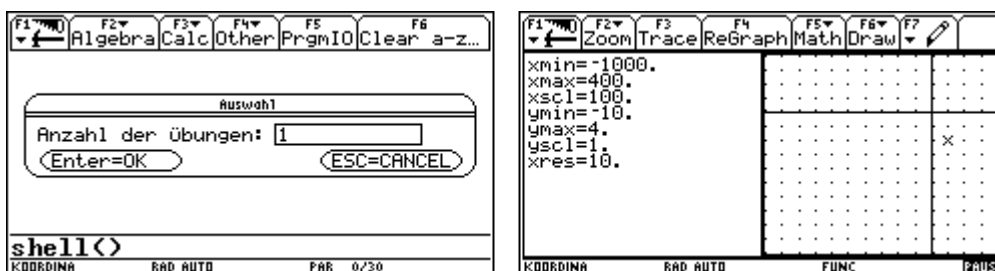 F1 F2 F3 F4 F5 F6
Algebra Calc Other PrgmIO Clear a-z…
Auswahl
Anzahl der übungen: 1
Enter=OK ESC=CANCEL
shell()
KOORDINA RAD AUTO PAR 0/30
F1 F2 F3 F4 F5 F6 F7
Zoom Trace ReGraph Math Draw
xmin=-1000.
xmax=400.
xscl=100.
ymin=-10.
ymax=4.
yscl=1.
xres=10.
x
KOORDINA RAD AUTO FUNC